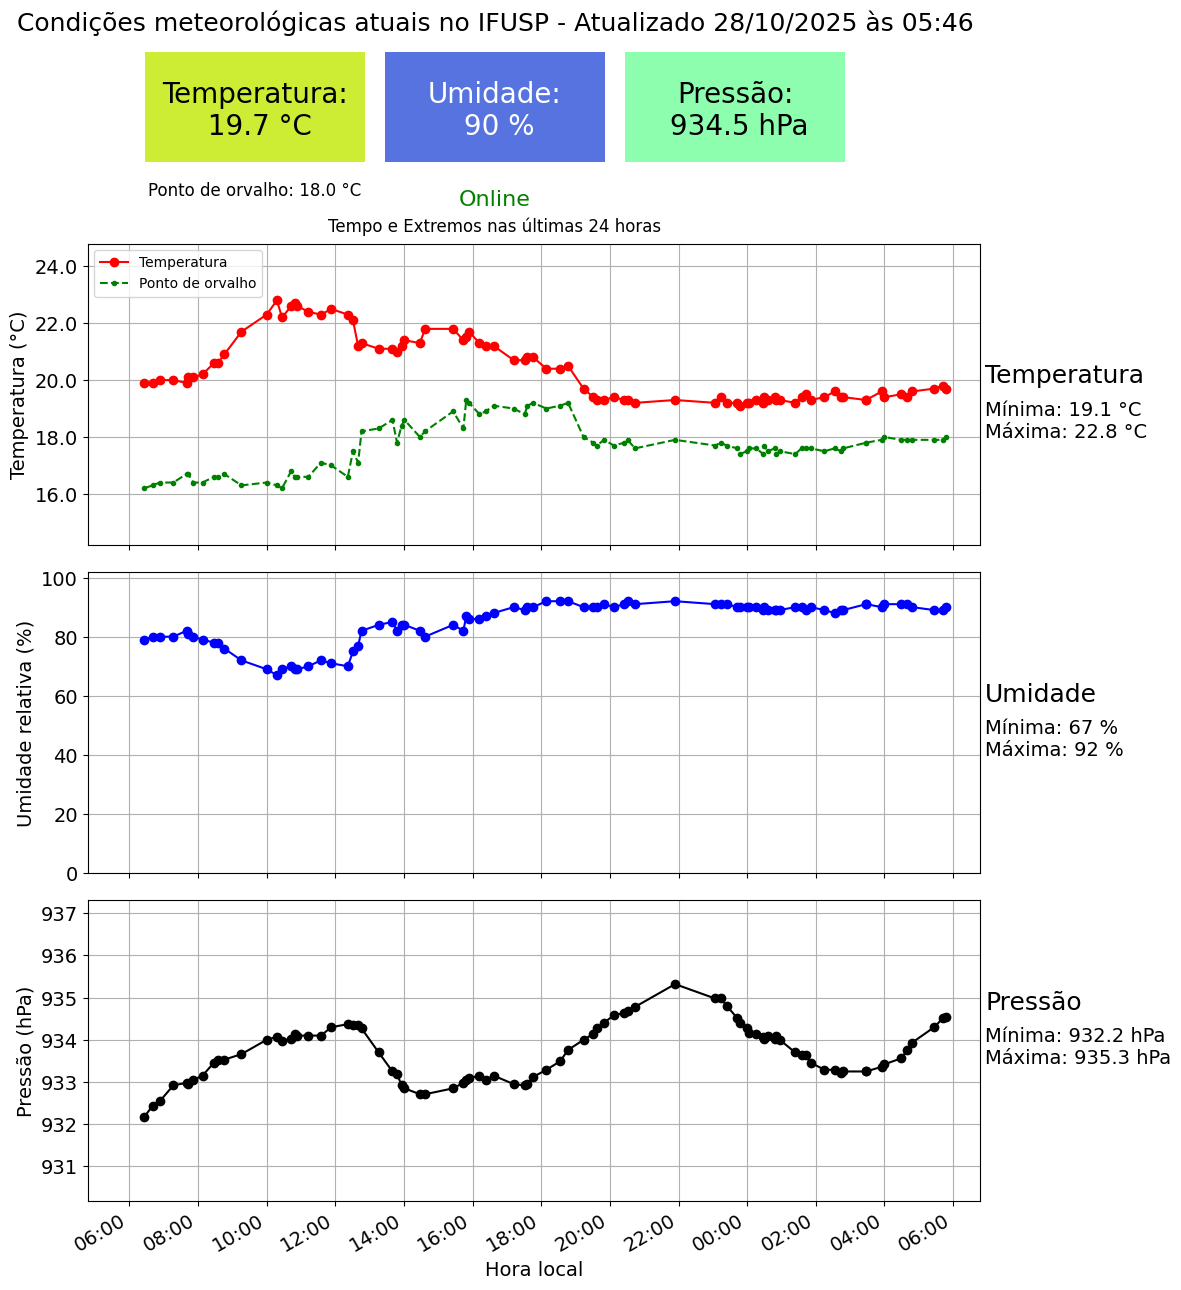 Condições meteorológicas atuais no IFUSP - Atualizado 28/10/2025 às 05:46
Temperatura:
19.7 °C
Umidade:
90 %
Pressão:
934.5 hPa
Ponto de orvalho: 18.0 °C
Online
Tempo e Extremos nas últimas 24 horas
Temperatura
Ponto de orvalho
Temperatura (°C)
24.0
22.0
20.0
18.0
16.0
Temperatura
Mínima: 19.1 °C
Máxima: 22.8 °C
Umidade relativa (%)
100
80
60
40
20
0
Umidade
Mínima: 67 %
Máxima: 92 %
Pressão (hPa)
937
936
935
934
933
932
931
Pressão
Mínima: 932.2 hPa
Máxima: 935.3 hPa
06:00
08:00
10:00
12:00
14:00
16:00
18:00
20:00
22:00
00:00
02:00
04:00
06:00
Hora local